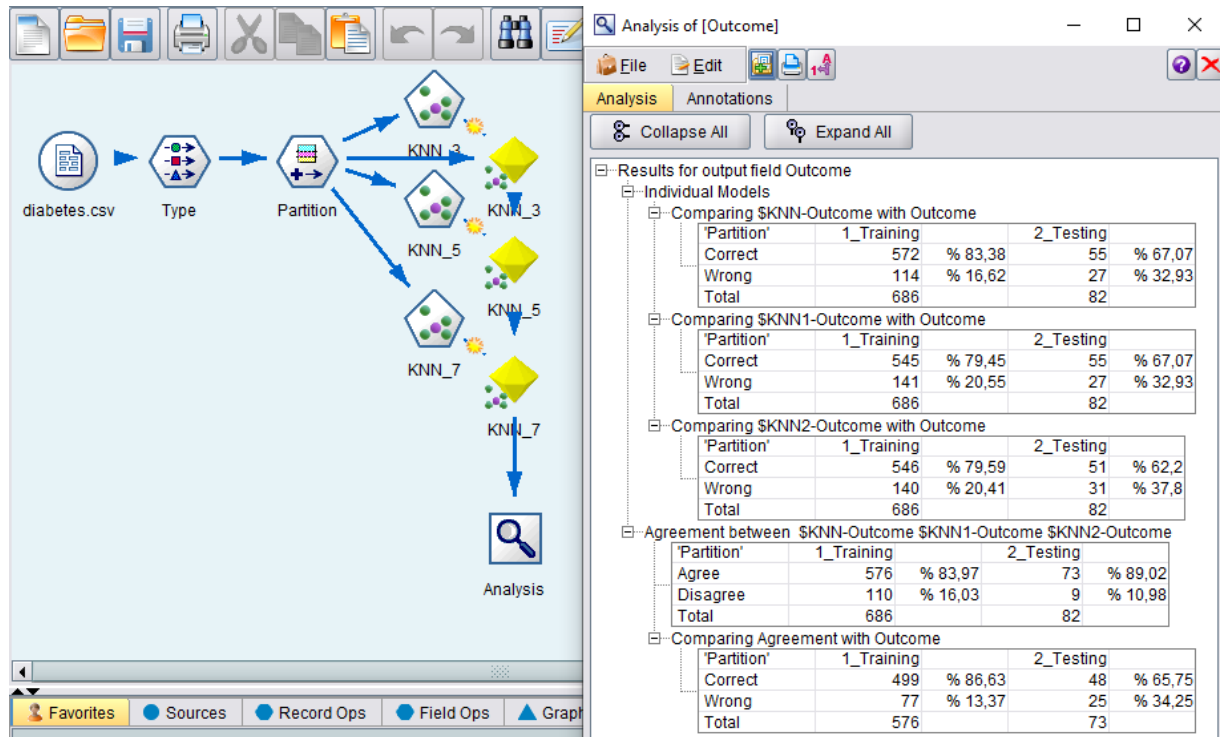 diabetes.csv
Type
Partition
KNN_3
KNN_3
KNN_5
KNN_5
KNN_7
KNN_7
Analysis
Favorites Sources Record Ops Field Ops Graph
Analysis of [Outcome]
File Edit
Analysis Annotations
Collapse All Expand All
Results for output field Outcome
Individual Models
Comparing $KNN-Outcome with Outcome
'Partition' 1_Training 2_Testing
Correct 572 % 83,38 55 % 67,07
Wrong 114 % 16,62 27 % 32,93
Total 686 82
Comparing $KNN1-Outcome with Outcome
'Partition' 1_Training 2_Testing
Correct 545 % 79,45 55 % 67,07
Wrong 141 % 20,55 27 % 32,93
Total 686 82
Comparing $KNN2-Outcome with Outcome
'Partition' 1_Training 2_Testing
Correct 546 % 79,59 51 % 62,2
Wrong 140 % 20,41 31 % 37,8
Total 686 82
Agreement between $KNN-Outcome $KNN1-Outcome $KNN2-Outcome
'Partition' 1_Training 2_Testing
Agree 576 % 83,97 73 % 89,02
Disagree 110 % 16,03 9 % 10,98
Total 686 82
Comparing Agreement with Outcome
'Partition' 1_Training 2_Testing
Correct 499 % 86,63 48 % 65,75
Wrong 77 % 13,37 25 % 34,25
Total 576 73